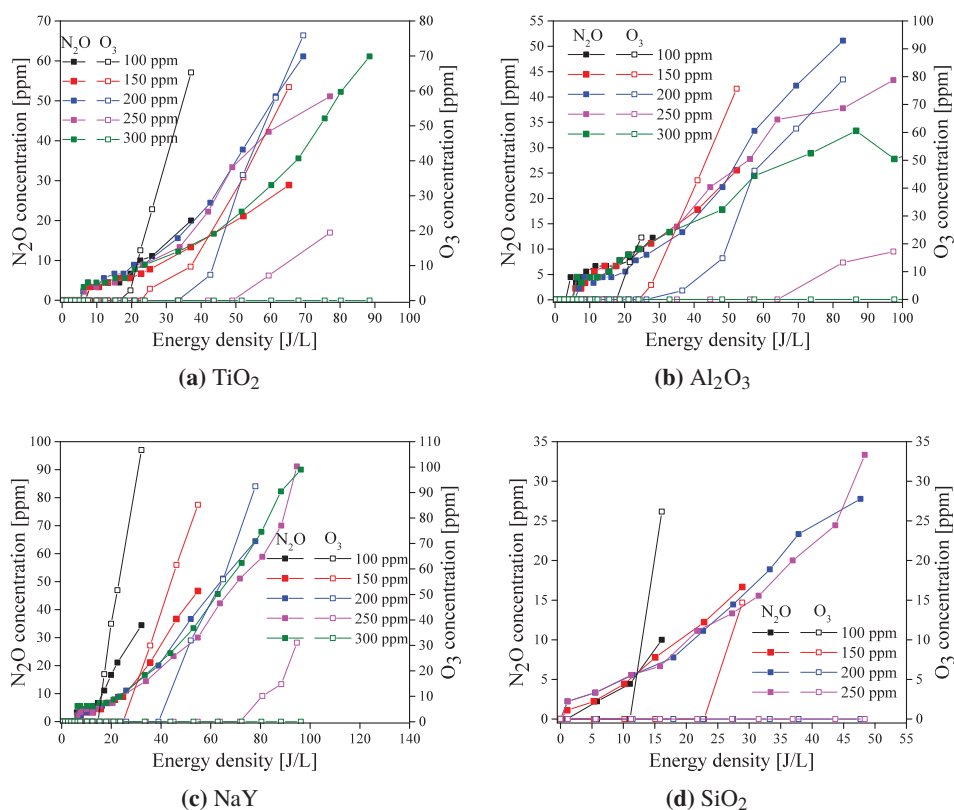 N₂O O₃
100 ppm
150 ppm
200 ppm
250 ppm
300 ppm
N₂O concentration [ppm]
0 10 20 30 40 50 60 70
O₃ concentration [ppm]
0 10 20 30 40 50 60 70 80
0 10 20 30 40 50 60 70 80 90 100
Energy density [J/L]
(a) TiO₂
N₂O O₃
100 ppm
150 ppm
200 ppm
250 ppm
300 ppm
N₂O concentration [ppm]
0 5 10 15 20 25 30 35 40 45 50 55
O₃ concentration [ppm]
0 10 20 30 40 50 60 70 80 90 100
0 10 20 30 40 50 60 70 80 90 100
Energy density [J/L]
(b) Al₂O₃
N₂O O₃
100 ppm
150 ppm
200 ppm
250 ppm
300 ppm
N₂O concentration [ppm]
0 10 20 30 40 50 60 70 80 90 100
O₃ concentration [ppm]
0 10 20 30 40 50 60 70 80 90 100 110
0 20 40 60 80 100 120 140
Energy density [J/L]
(c) NaY
N₂O O₃
100 ppm
150 ppm
200 ppm
250 ppm
N₂O concentration [ppm]
0 5 10 15 20 25 30 35
O₃ concentration [ppm]
0 5 10 15 20 25 30 35
0 5 10 15 20 25 30 35 40 45 50 55
Energy density [J/L]
(d) SiO₂